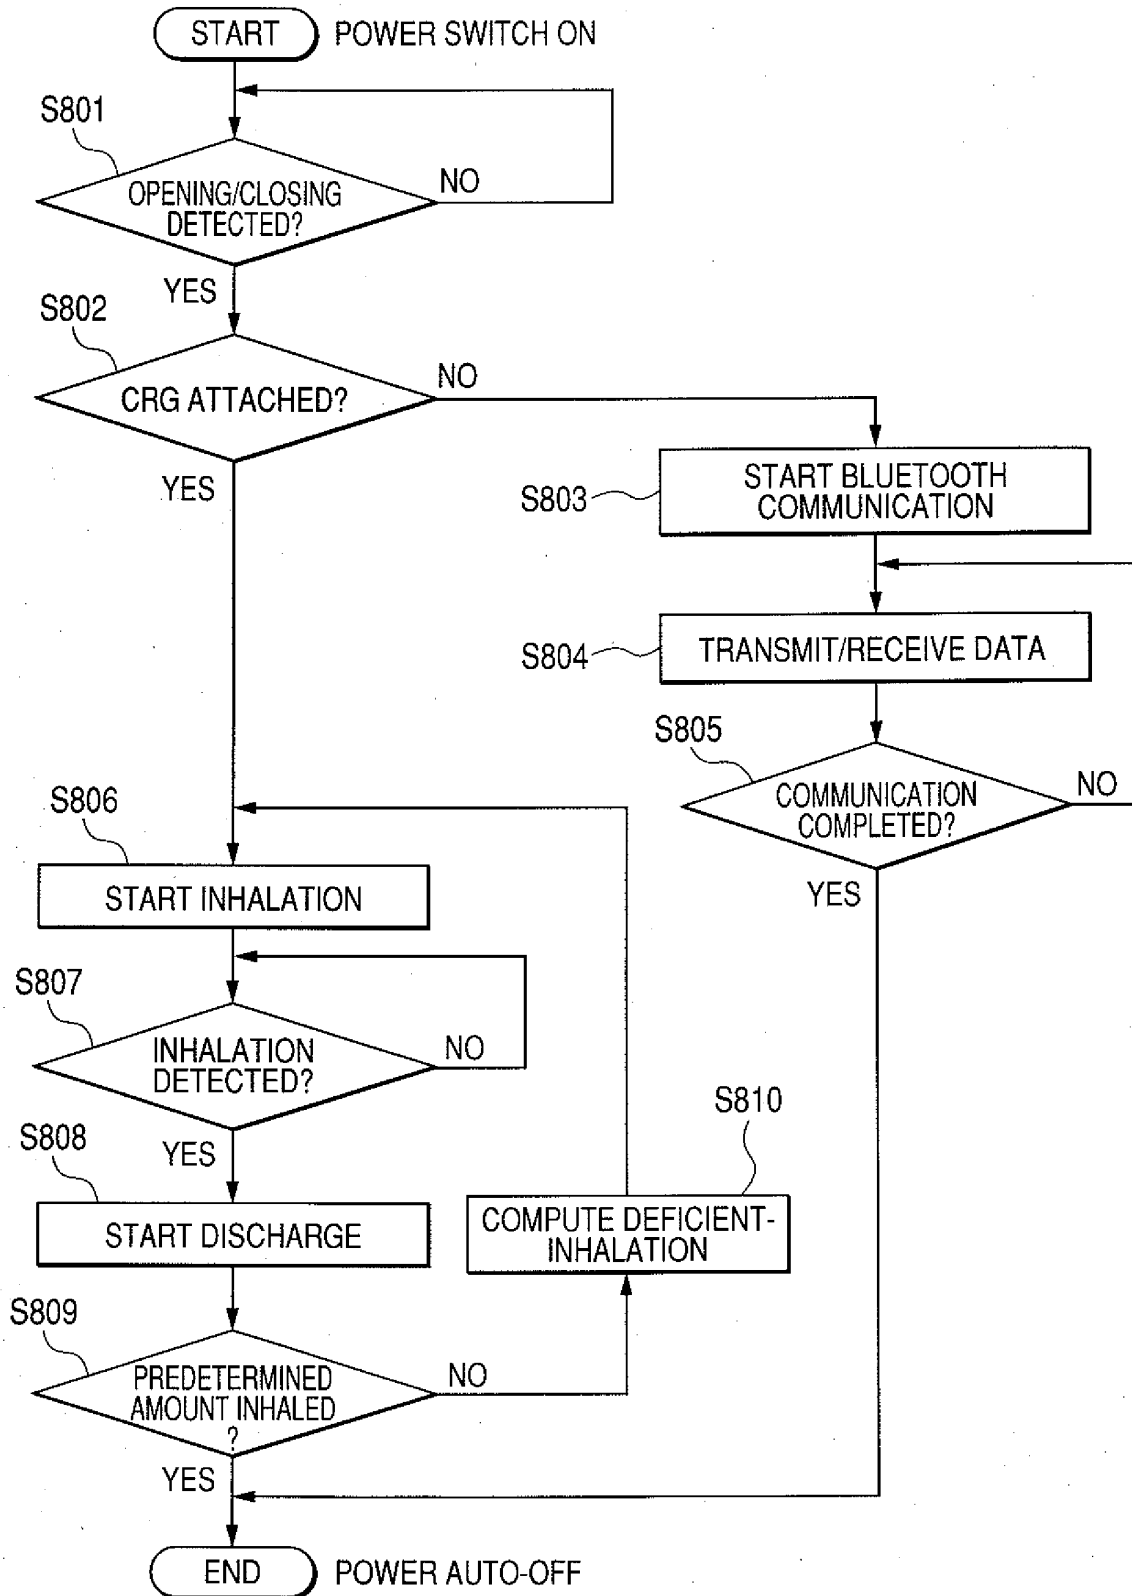 START
POWER SWITCH ON
S801
OPENING/CLOSING
DETECTED?
NO
YES
S802
CRG ATTACHED?
NO
YES
S803
START BLUETOOTH
COMMUNICATION
S804
TRANSMIT/RECEIVE DATA
S805
COMMUNICATION
COMPLETED?
NO
YES
S806
START INHALATION
S807
INHALATION
DETECTED?
NO
YES
S808
START DISCHARGE
S810
COMPUTE DEFICIENT-
INHALATION
S809
PREDETERMINED
AMOUNT INHALED
?
NO
YES
END
POWER AUTO-OFF